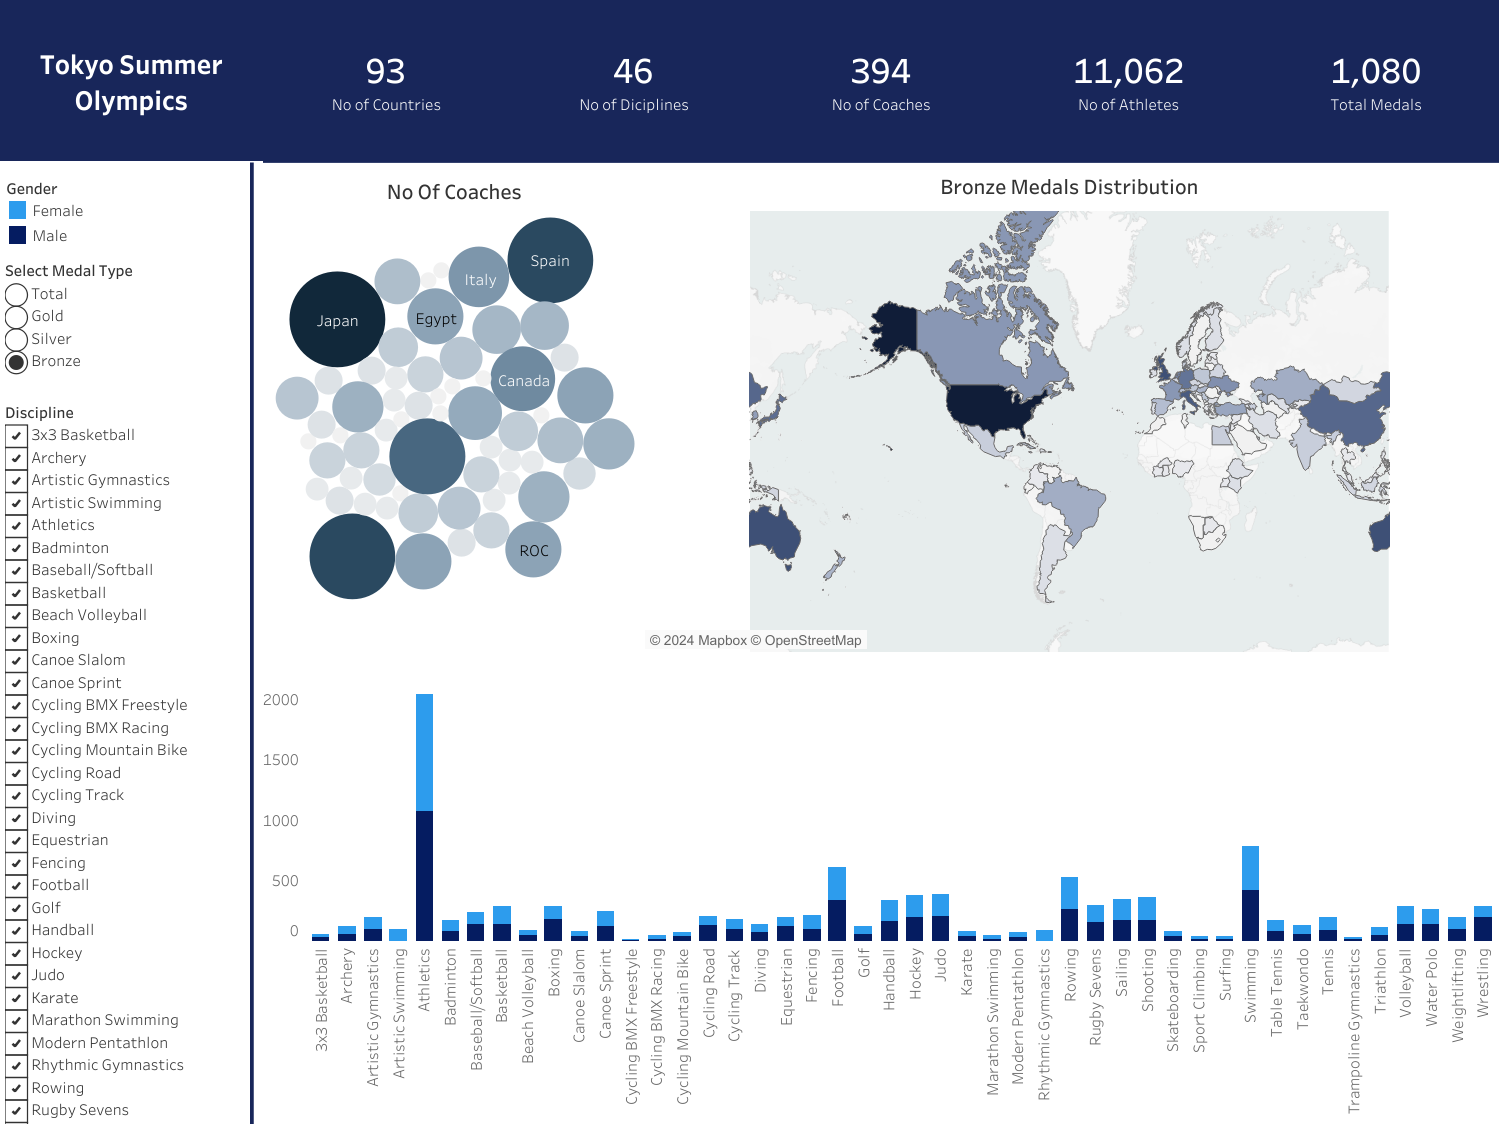 Tokyo Summer
Olympics
93
No of Countries
46
No of Diciplines
394
No of Coaches
11,062
No of Athletes
1,080
Total Medals
Gender
Female
Male
Select Medal Type
Total
Gold
Silver
Bronze
Discipline
3x3 Basketball
Archery
Artistic Gymnastics
Artistic Swimming
Athletics
Badminton
Baseball/Softball
Basketball
Beach Volleyball
Boxing
Canoe Slalom
Canoe Sprint
Cycling BMX Freestyle
Cycling BMX Racing
Cycling Mountain Bike
Cycling Road
Cycling Track
Diving
Equestrian
Fencing
Football
Golf
Handball
Hockey
Judo
Karate
Marathon Swimming
Modern Pentathlon
Rhythmic Gymnastics
Rowing
Rugby Sevens
No Of Coaches
Spain
Italy
Japan
Egypt
Canada
ROC
Bronze Medals Distribution
© 2024 Mapbox © OpenStreetMap
2000
1500
1000
500
0
3x3 Basketball
Archery
Artistic Gymnastics
Artistic Swimming
Athletics
Badminton
Baseball/Softball
Basketball
Beach Volleyball
Boxing
Canoe Slalom
Canoe Sprint
Cycling BMX Freestyle
Cycling BMX Racing
Cycling Mountain Bike
Cycling Road
Cycling Track
Diving
Equestrian
Fencing
Football
Golf
Handball
Hockey
Judo
Karate
Marathon Swimming
Modern Pentathlon
Rhythmic Gymnastics
Rowing
Rugby Sevens
Sailing
Shooting
Skateboarding
Sport Climbing
Surfing
Swimming
Table Tennis
Taekwondo
Tennis
Trampoline Gymnastics
Triathlon
Volleyball
Water Polo
Weightlifting
Wrestling